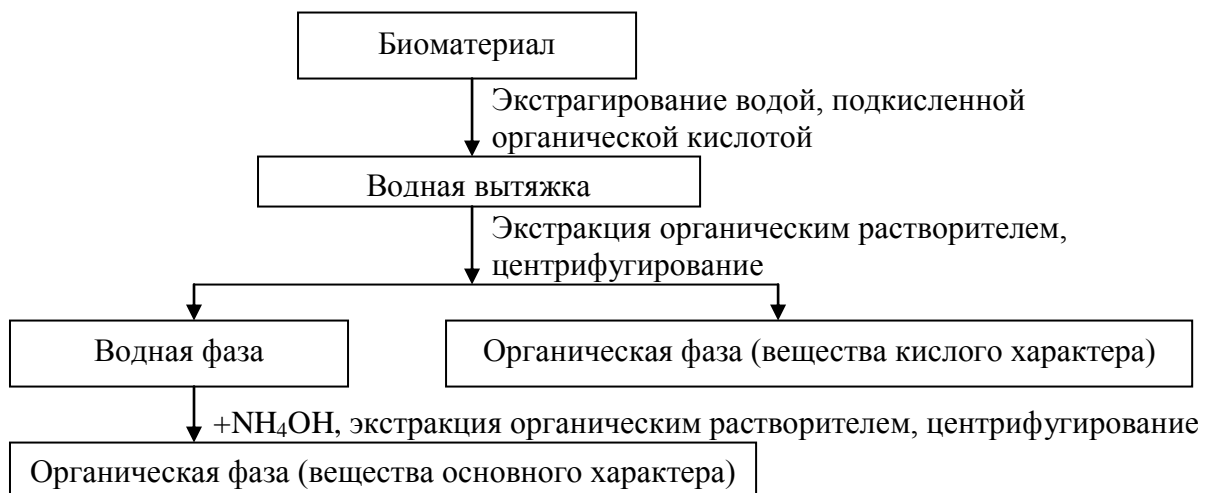 Биоматериал
Экстрагирование водой, подкисленной
органической кислотой
Водная вытяжка
Экстракция органическим растворителем,
центрифугирование
Водная фаза
Органическая фаза (вещества кислого характера)
+NH₄OH, экстракция органическим растворителем, центрифугирование
Органическая фаза (вещества основного характера)